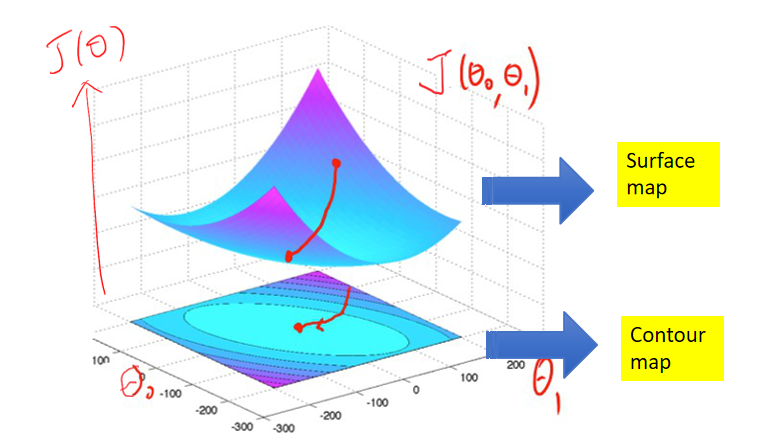 J(θ)
J(θ₀,θ₁)
Surface
map
Contour
map
100
0
-100
-200
-300
-300
-200
-100
0
100
200
θ₀
θ₁